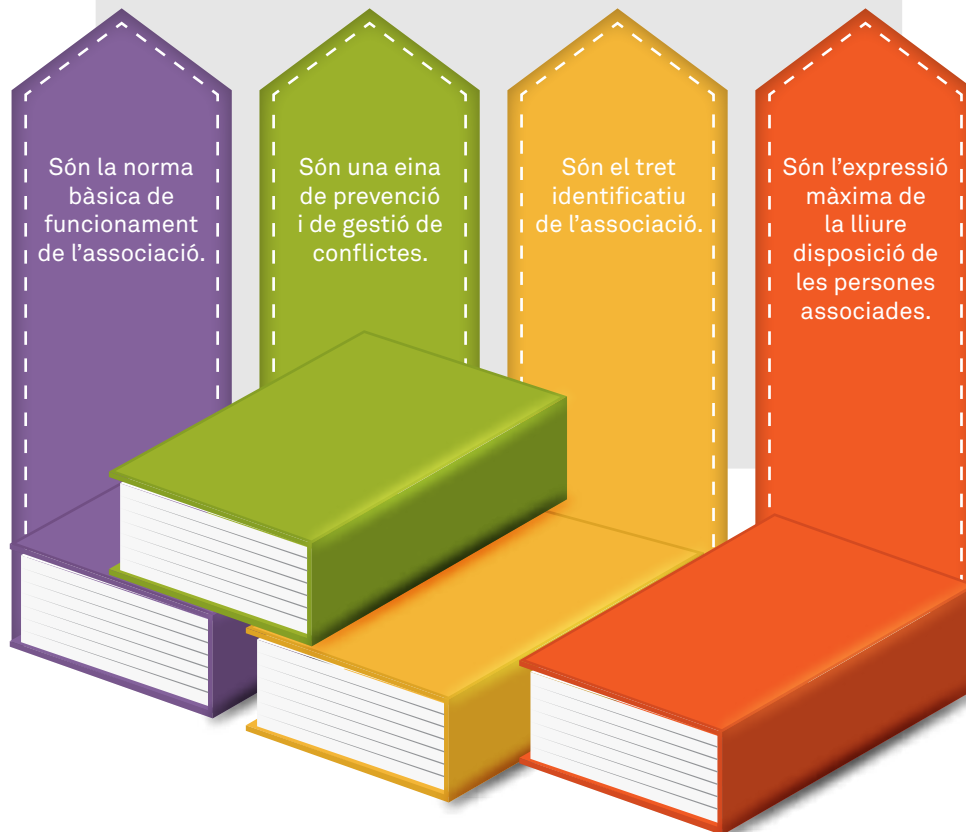 Són la norma
bàsica de
funcionament
de l’associació.
Són una eina
de prevenció
i de gestió de
conflictes.
Són el tret
identificatiu
de l’associació.
Són l’expressió
màxima de
la lliure
disposició de
les persones
associades.